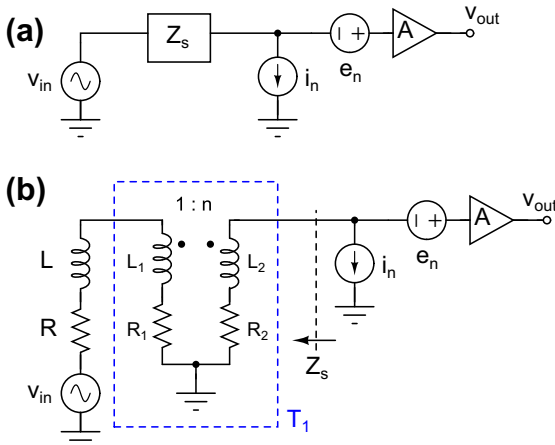 (a)
Z_s
A
v_out
v_in
i_n
e_n
(b)
1 : n
A
v_out
L
L_1
L_2
i_n
e_n
R
R_1
R_2
Z_s
v_in
T_1